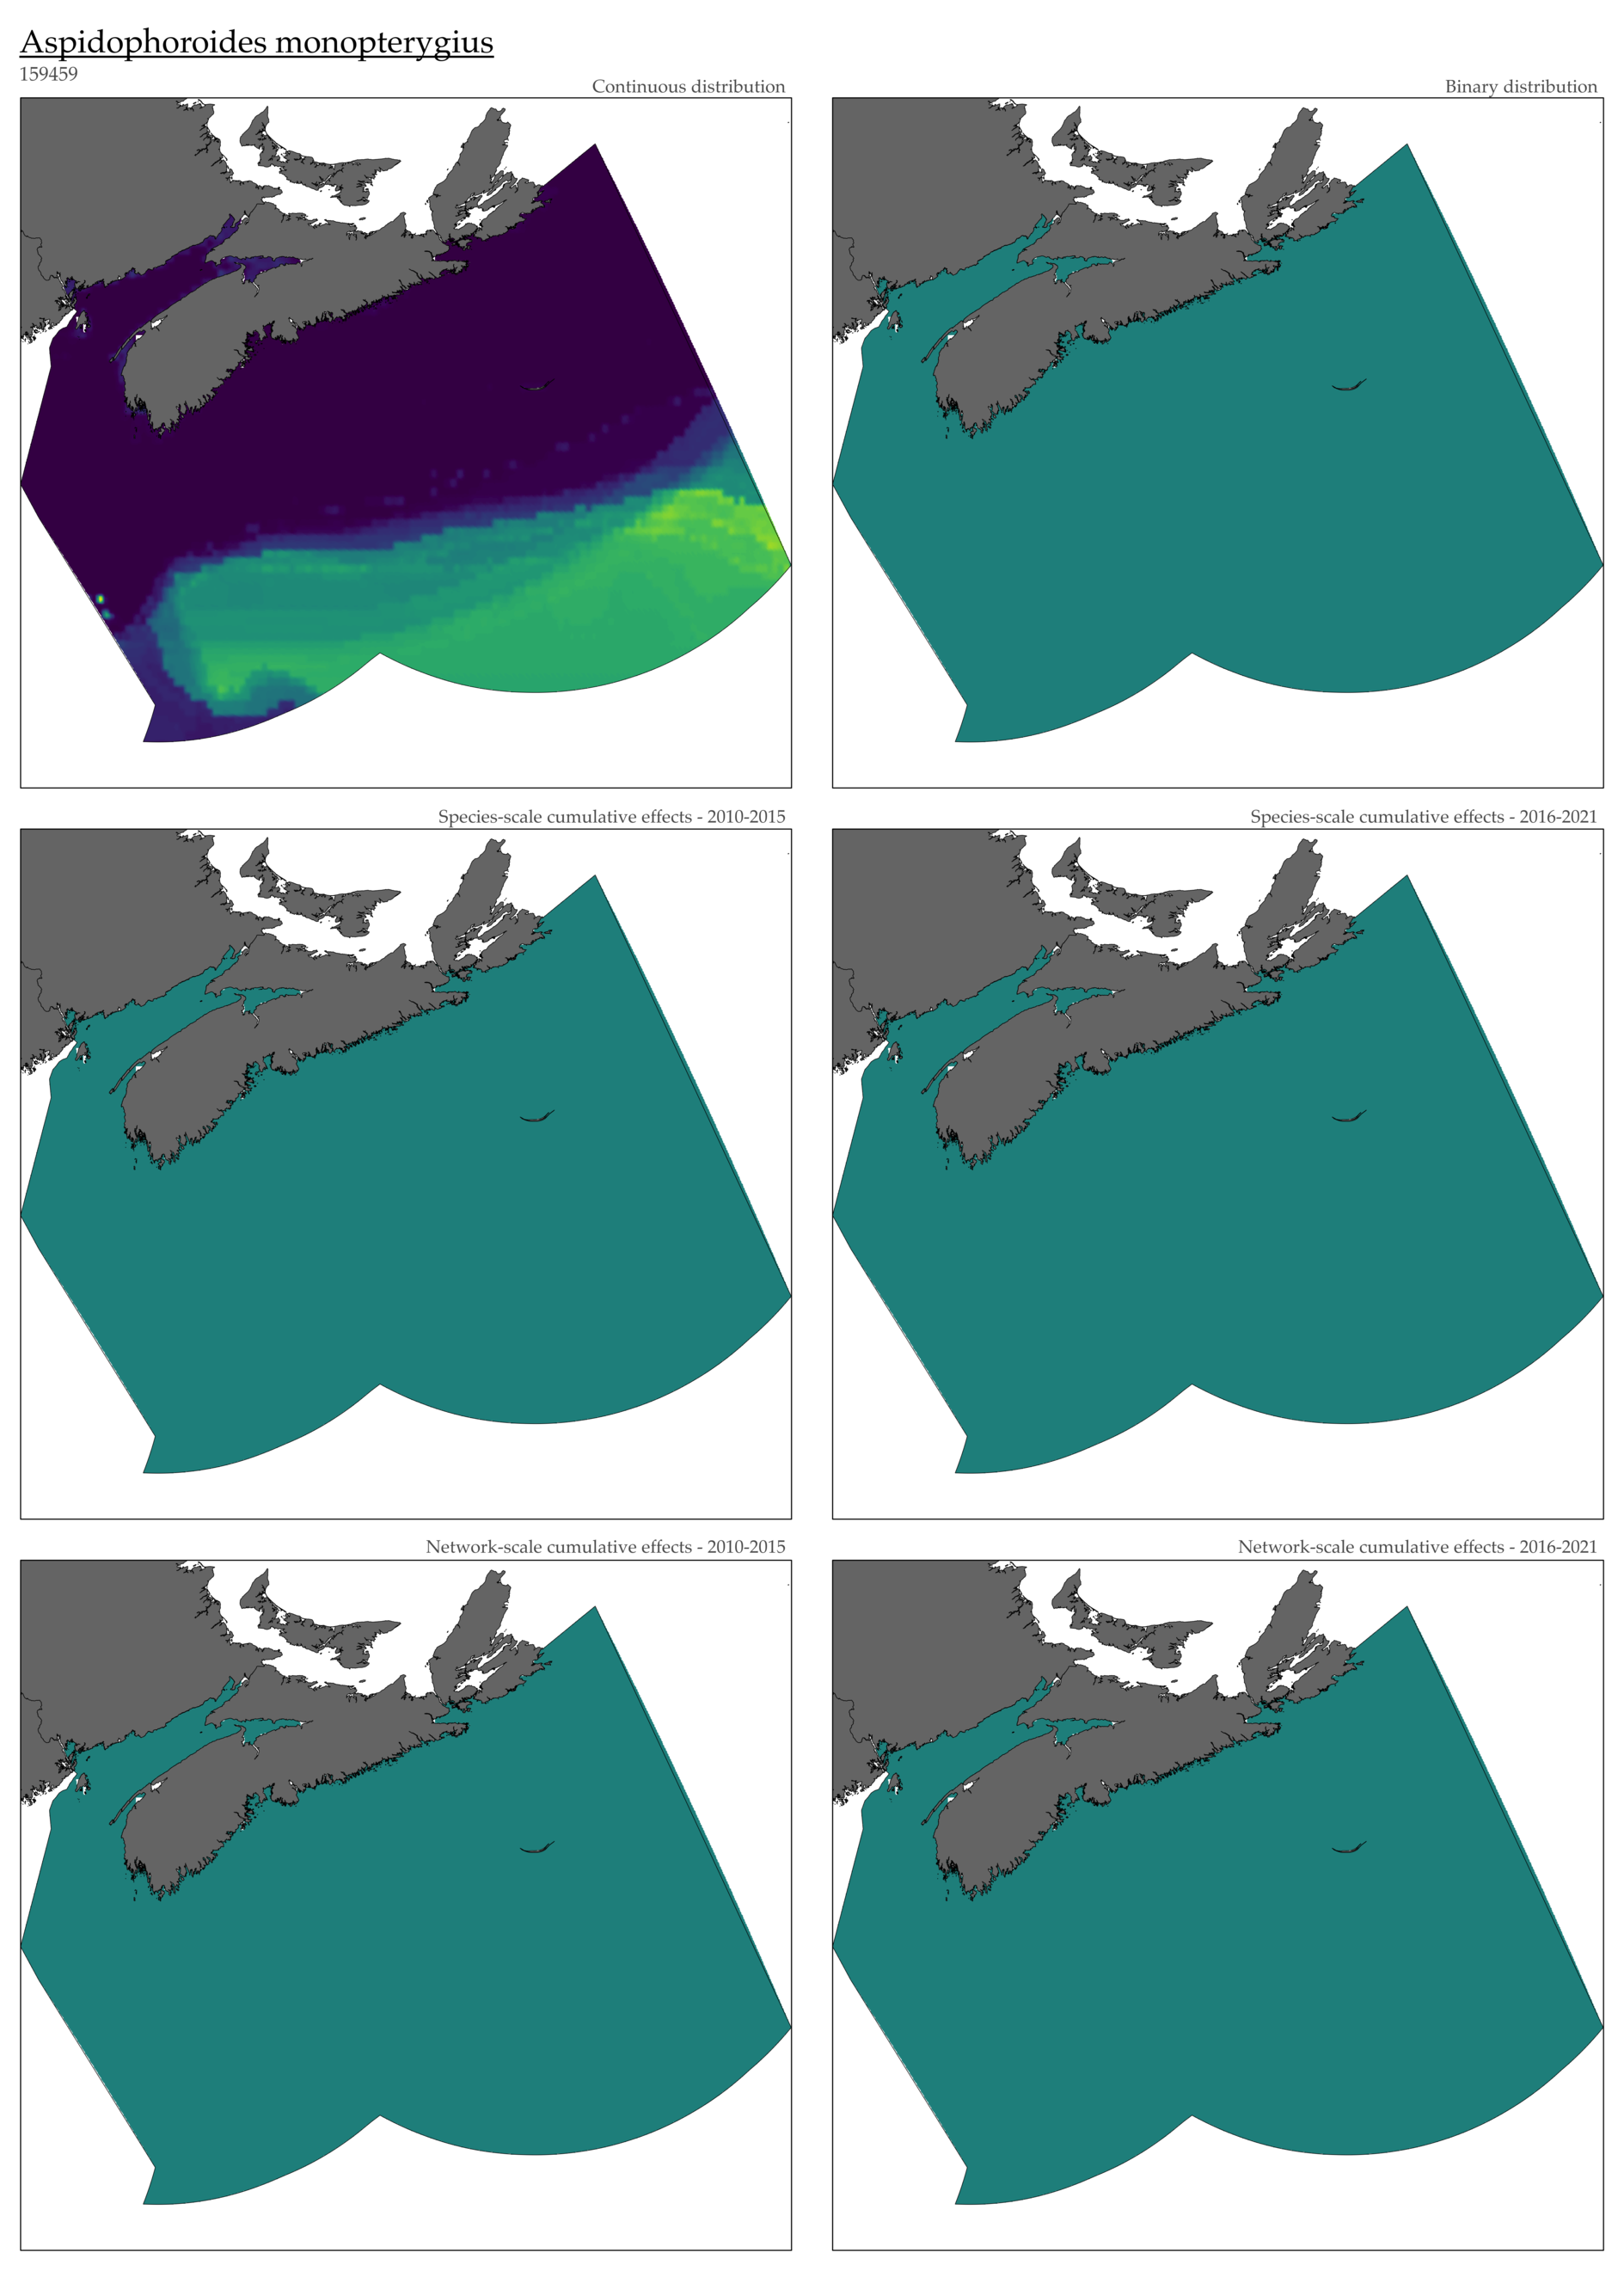 Aspidophoroides monopterygius
159459
Continuous distribution
Binary distribution
Species-scale cumulative effects - 2010-2015
Species-scale cumulative effects - 2016-2021
Network-scale cumulative effects - 2010-2015
Network-scale cumulative effects - 2016-2021